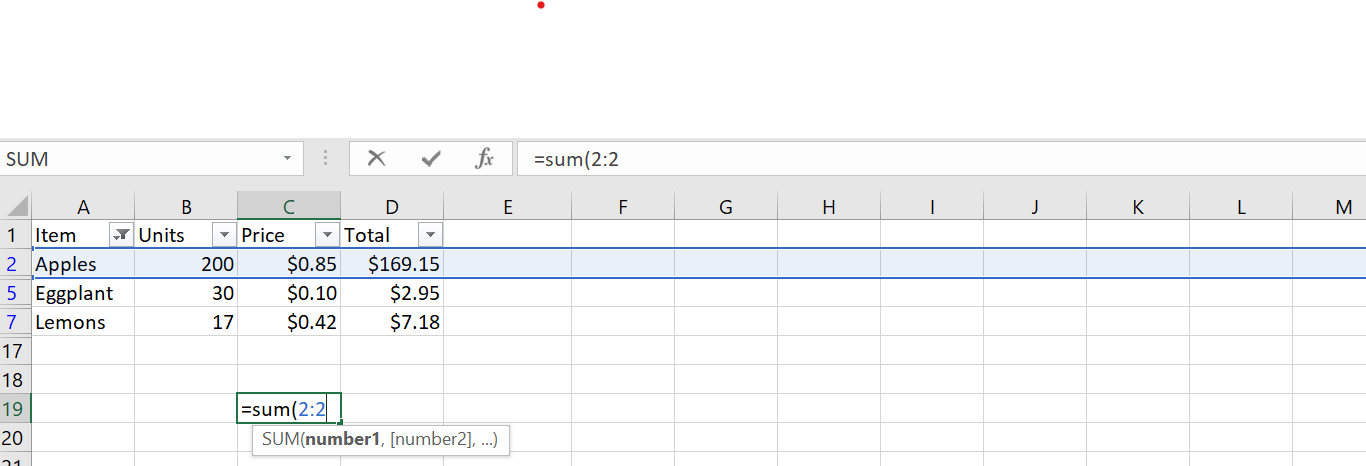 SUM =sum(2:2
A B C D E F G H I J K L M
1 Item Units Price Total
2 Apples 200 $0.85 $169.15
5 Eggplant 30 $0.10 $2.95
7 Lemons 17 $0.42 $7.18
17
18
19 =sum(2:2
20 SUM(number1, [number2], ...)
21